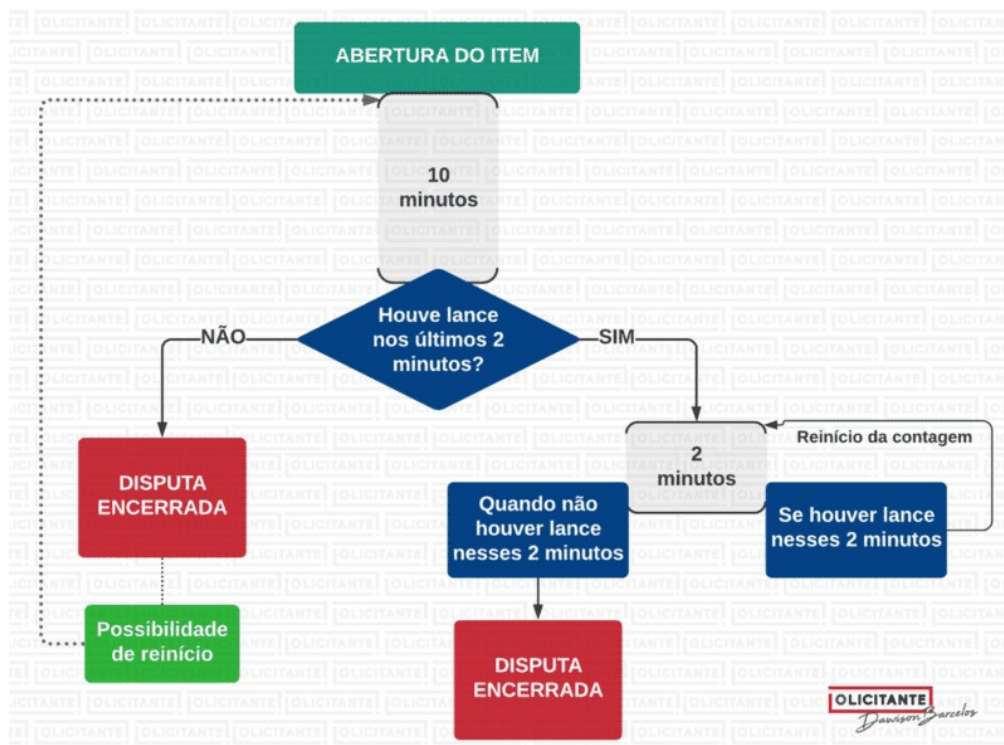 ABERTURA DO ITEM
10
minutos
Houve lance
nos últimos 2
minutos?
NÃO
SIM
DISPUTA
ENCERRADA
Possibilidade
de reinício
2
minutos
Reinício da contagem
Quando não
houver lance
nesses 2 minutos
Se houver lance
nesses 2 minutos
DISPUTA
ENCERRADA
OLICITANTE
Dawison Barcelos